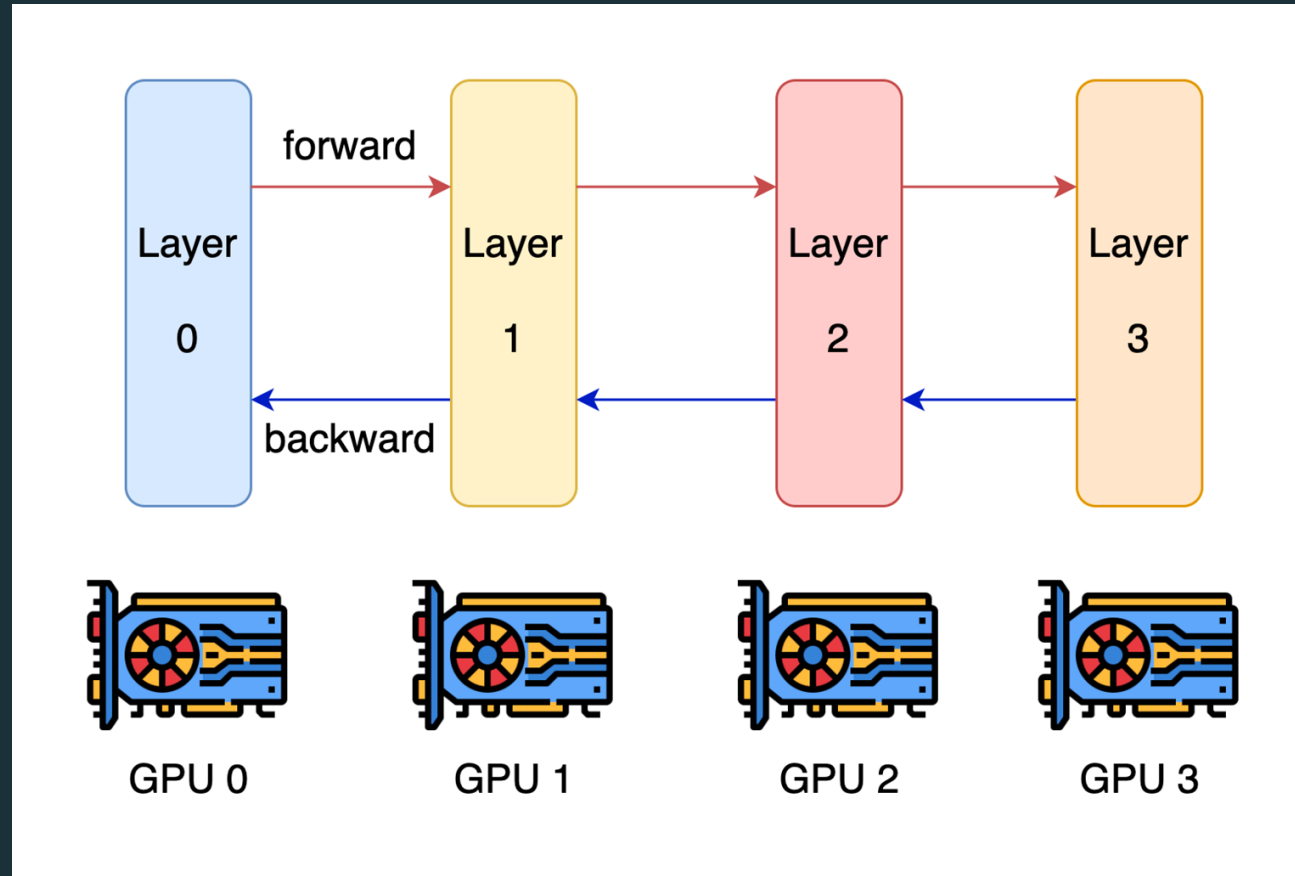 forward
Layer
0
Layer
1
Layer
2
Layer
3
backward
GPU 0
GPU 1
GPU 2
GPU 3